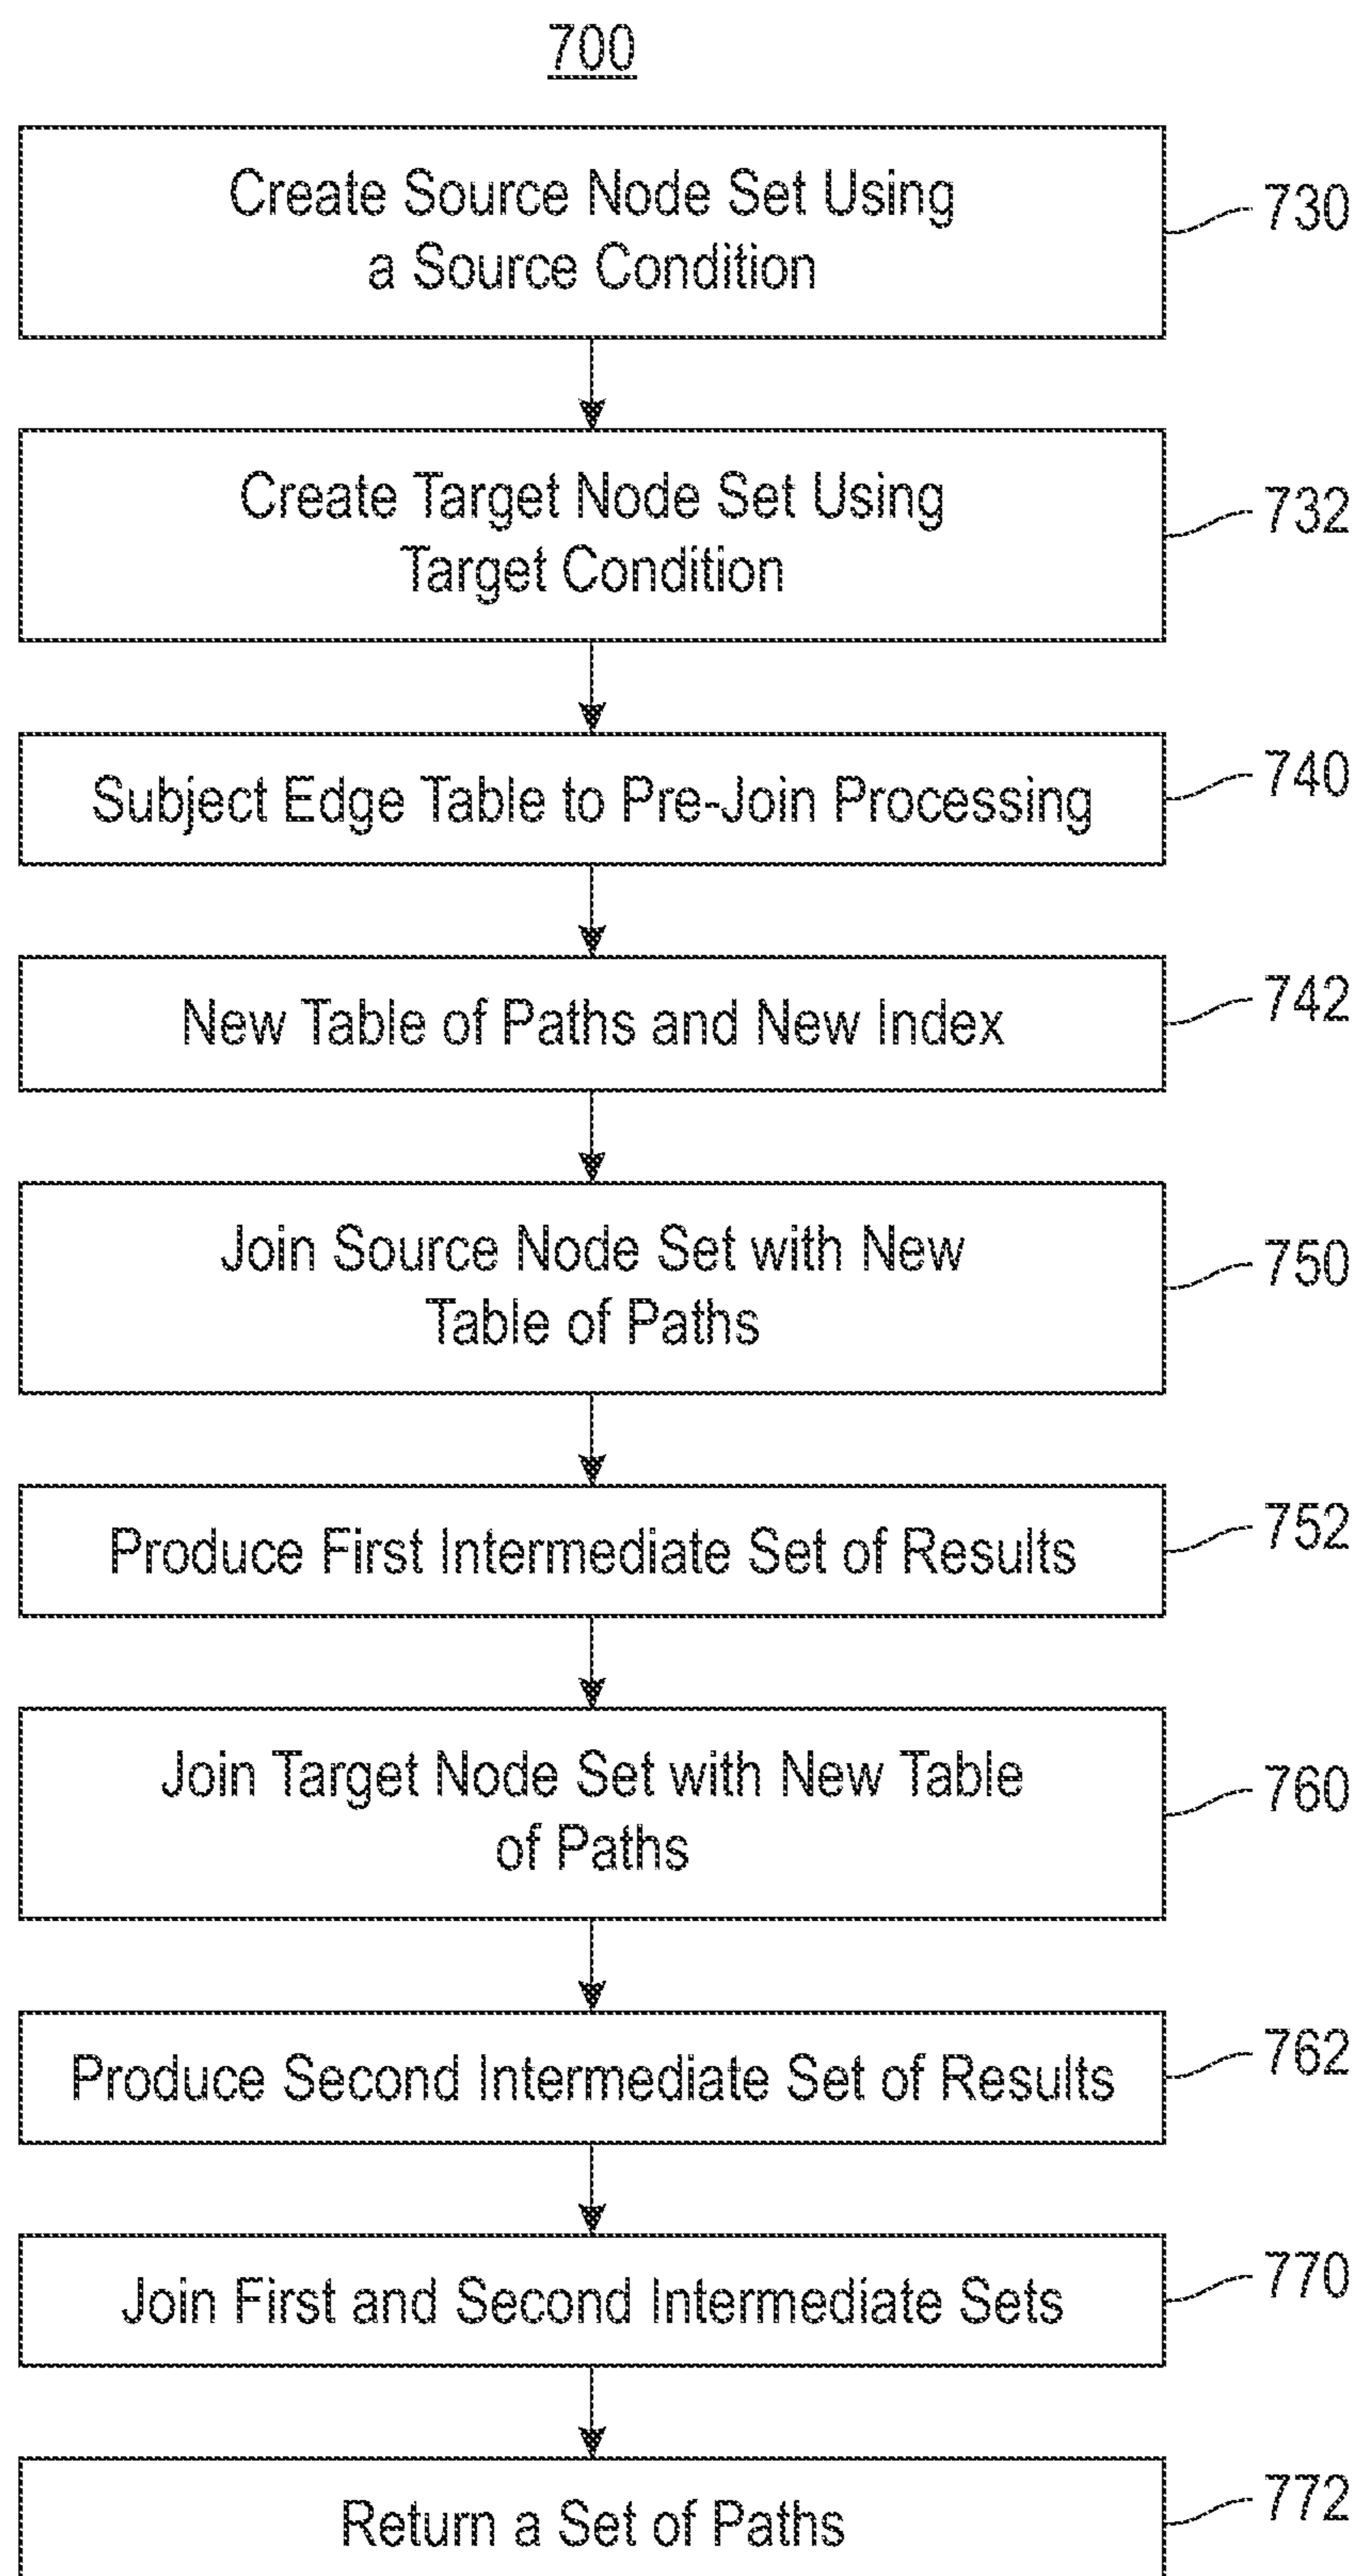 700
Create Source Node Set Using
a Source Condition
730
Create Target Node Set Using
Target Condition
732
Subject Edge Table to Pre-Join Processing
740
New Table of Paths and New Index
742
Join Source Node Set with New
Table of Paths
750
Produce First Intermediate Set of Results
752
Join Target Node Set with New Table
of Paths
760
Produce Second Intermediate Set of Results
762
Join First and Second Intermediate Sets
770
Return a Set of Paths
772